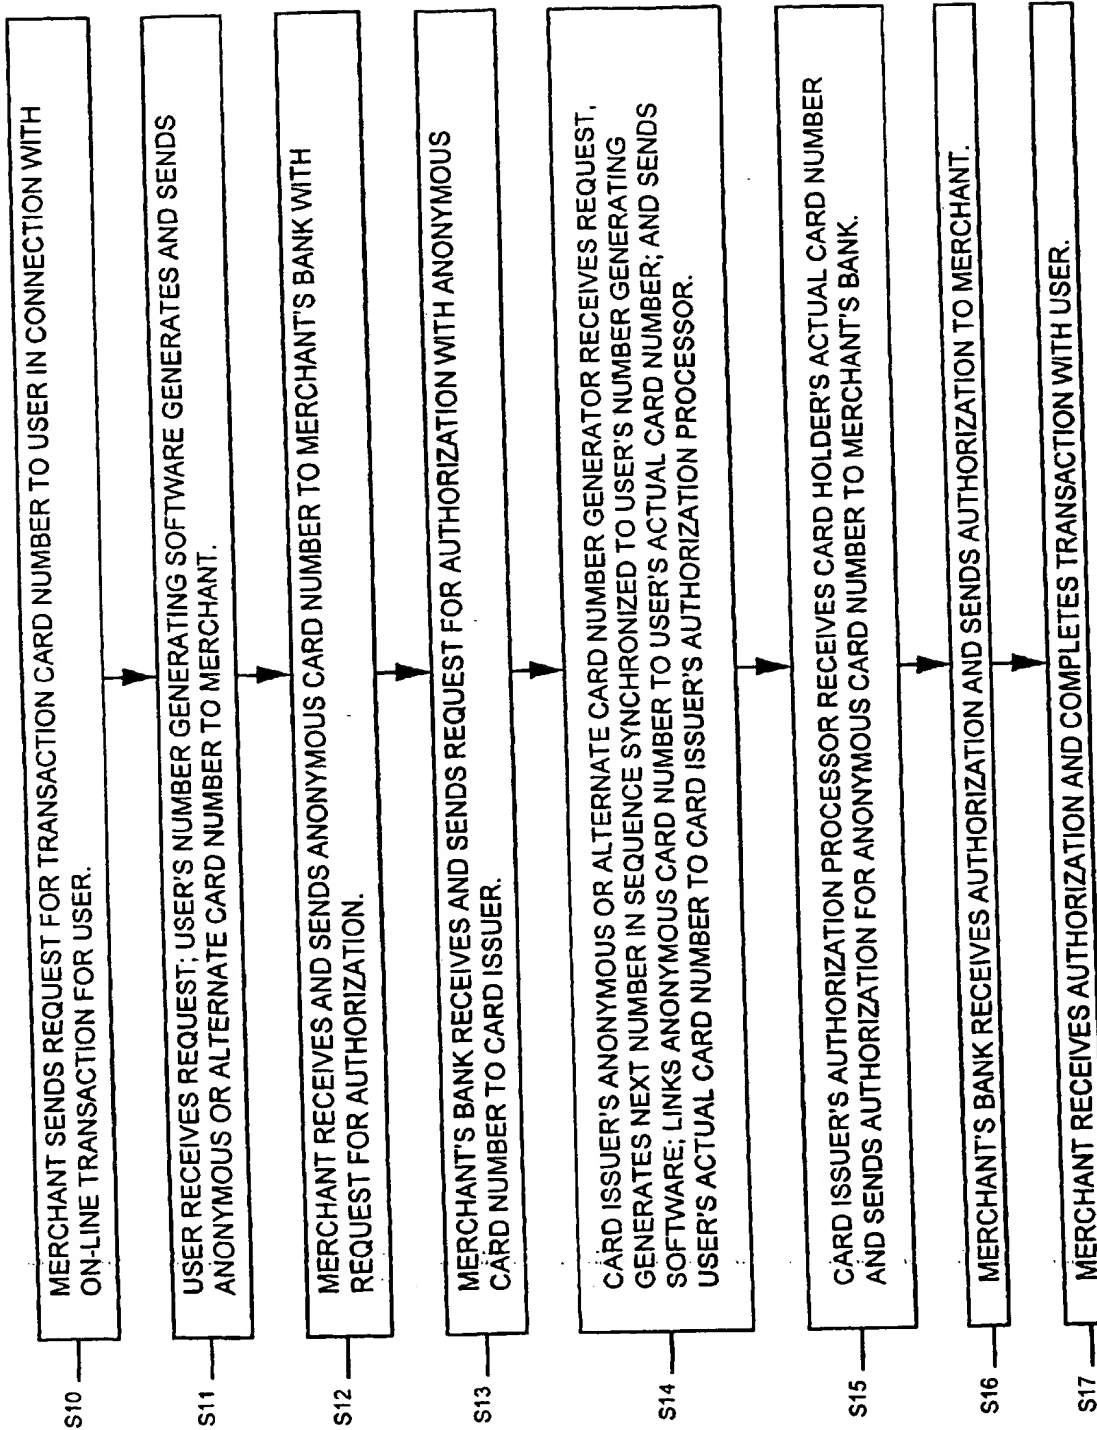 S10
MERCHANT SENDS REQUEST FOR TRANSACTION CARD NUMBER TO USER IN CONNECTION WITH
ON-LINE TRANSACTION FOR USER.
S11
USER RECEIVES REQUEST; USER'S NUMBER GENERATING SOFTWARE GENERATES AND SENDS
ANONYMOUS OR ALTERNATE CARD NUMBER TO MERCHANT.
S12
MERCHANT RECEIVES AND SENDS ANONYMOUS CARD NUMBER TO MERCHANT'S BANK WITH
REQUEST FOR AUTHORIZATION.
S13
MERCHANT'S BANK RECEIVES AND SENDS REQUEST FOR AUTHORIZATION WITH ANONYMOUS
CARD NUMBER TO CARD ISSUER.
S14
CARD ISSUER'S ANONYMOUS OR ALTERNATE CARD NUMBER GENERATOR RECEIVES REQUEST,
GENERATES NEXT NUMBER IN SEQUENCE SYNCHRONIZED TO USER'S NUMBER GENERATING
SOFTWARE; LINKS ANONYMOUS CARD NUMBER TO USER'S ACTUAL CARD NUMBER; AND SENDS
USER'S ACTUAL CARD NUMBER TO CARD ISSUER'S AUTHORIZATION PROCESSOR.
S15
CARD ISSUER'S AUTHORIZATION PROCESSOR RECEIVES CARD HOLDER'S ACTUAL CARD NUMBER
AND SENDS AUTHORIZATION FOR ANONYMOUS CARD NUMBER TO MERCHANT'S BANK.
S16
MERCHANT'S BANK RECEIVES AUTHORIZATION AND SENDS AUTHORIZATION TO MERCHANT.
S17
MERCHANT RECEIVES AUTHORIZATION AND COMPLETES TRANSACTION WITH USER.